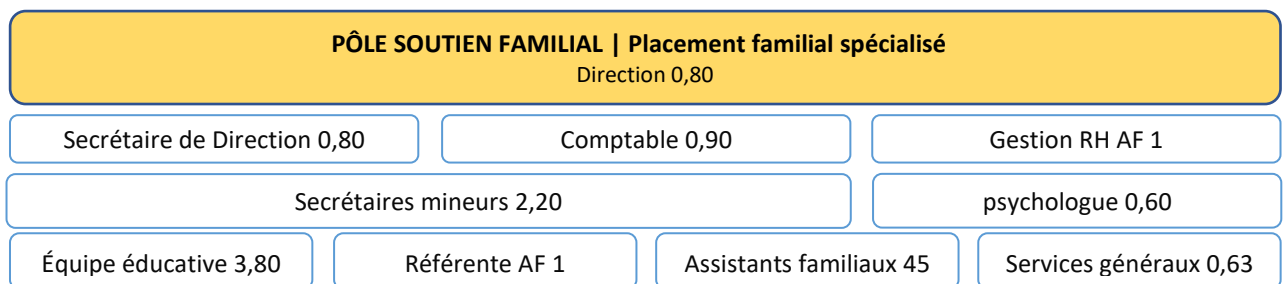 PÔLE SOUTIEN FAMILIAL | Placement familial spécialisé
Direction 0,80
Secrétaire de Direction 0,80
Comptable 0,90
Gestion RH AF 1
Secrétaires mineurs 2,20
psychologue 0,60
Équipe éducative 3,80
Référente AF 1
Assistants familiaux 45
Services généraux 0,63